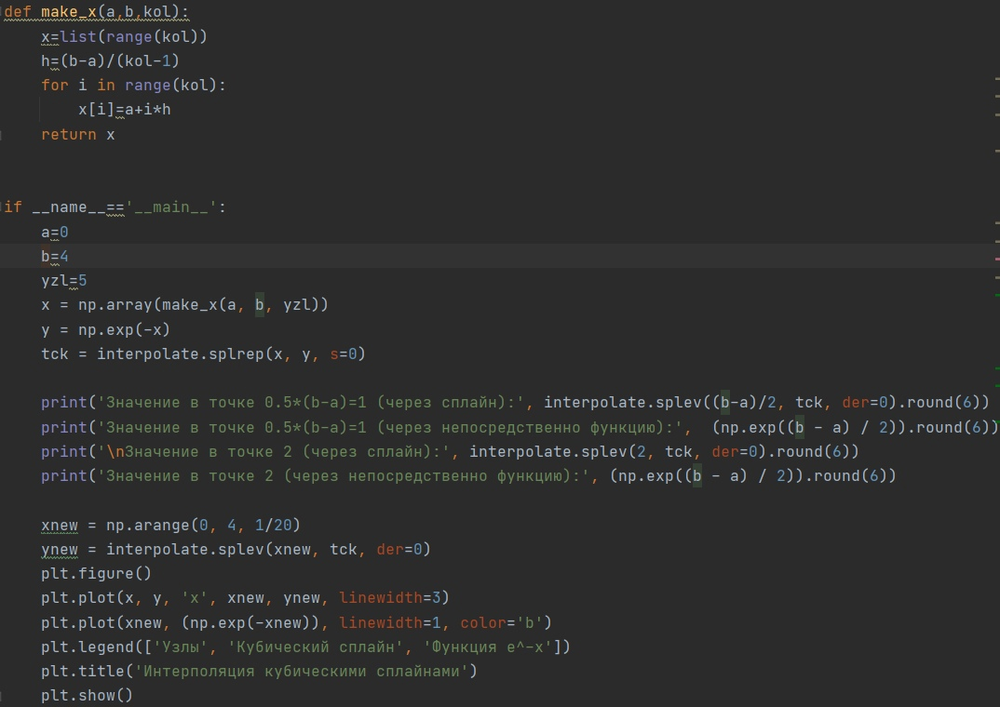 def make_x(a,b,kol):
    x=list(range(kol))
    h=(b-a)/(kol-1)
    for i in range(kol):
        x[i]=a+i*h
    return x
if __name__=='__main__':
    a=0
    b=4
    yzl=5
    x = np.array(make_x(a, b, yzl))
    y = np.exp(-x)
    tck = interpolate.splrep(x, y, s=0)
    print('Значение в точке 0.5*(b-a)=1 (через сплайн):', interpolate.splev((b-a)/2, tck, der=0).round(6))
    print('Значение в точке 0.5*(b-a)=1 (через непосредственно функцию):',  (np.exp((b - a) / 2)).round(6))
    print('\nЗначение в точке 2 (через сплайн):', interpolate.splev(2, tck, der=0).round(6))
    print('Значение в точке 2 (через непосредственно функцию):', (np.exp((b - a) / 2)).round(6))
    xnew = np.arange(0, 4, 1/20)
    ynew = interpolate.splev(xnew, tck, der=0)
    plt.figure()
    plt.plot(x, y, 'x', xnew, ynew, linewidth=3)
    plt.plot(xnew, (np.exp(-xnew)), linewidth=1, color='b')
    plt.legend(['Узлы', 'Кубический сплайн', 'Функция e^-x'])
    plt.title('Интерполяция кубическими сплайнами')
    plt.show()